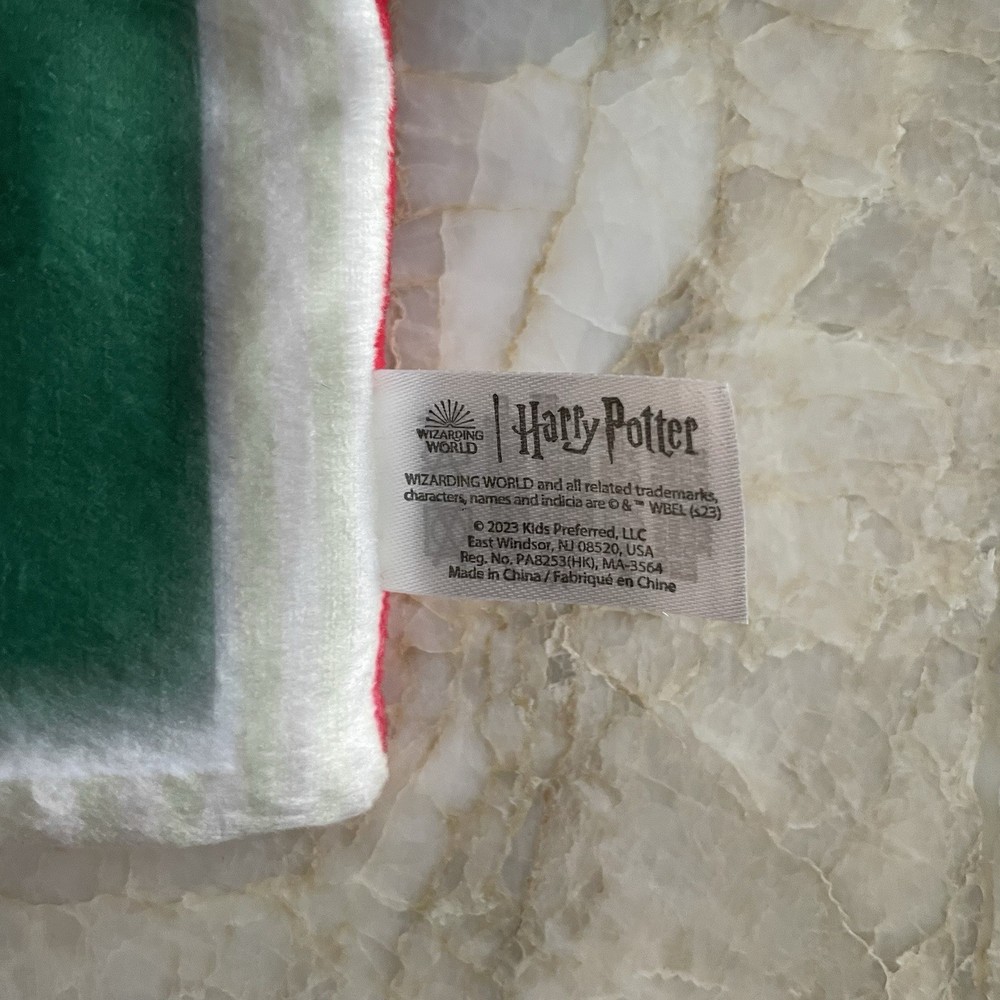 WIZARDING
WORLD
Harry Potter
WIZARDING WORLD and all related trademarks,
characters, names and indicia are © & ™ WBEI. (s23)
© 2023 Kids Preferred, LLC
East Windsor, NJ 08520, USA
Reg. No. PA8253(HK), MA-3564
Made in China / Fabriqué en Chine